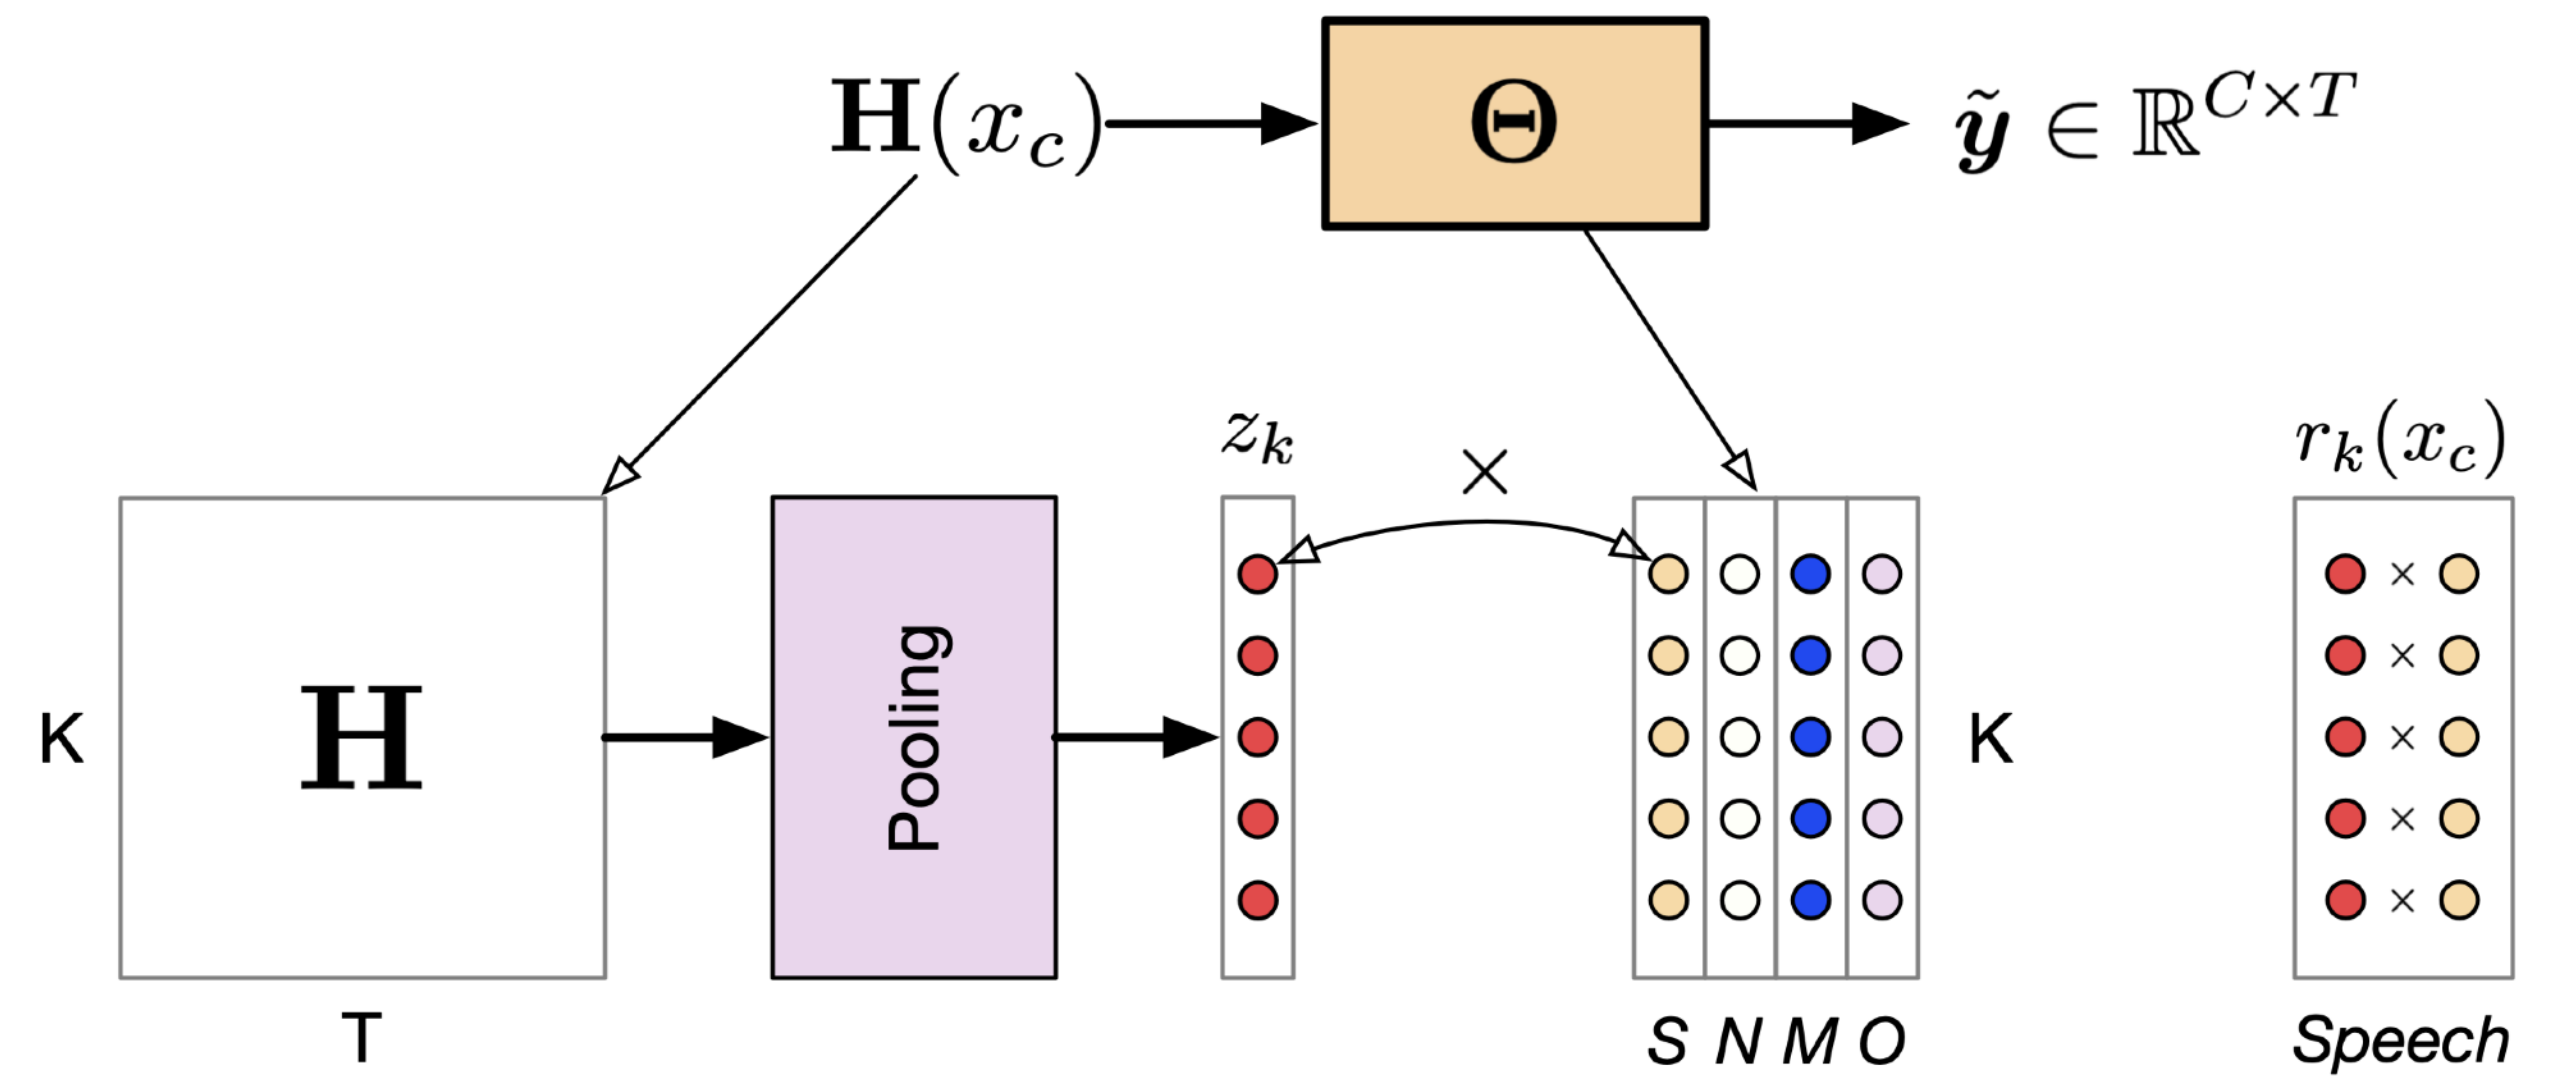 𝐇(x_c) Θ ỹ ∈ ℝ^{C×T}
z_k × r_k(x_c)
K H Pooling K
× × × × ×
T S N M O Speech